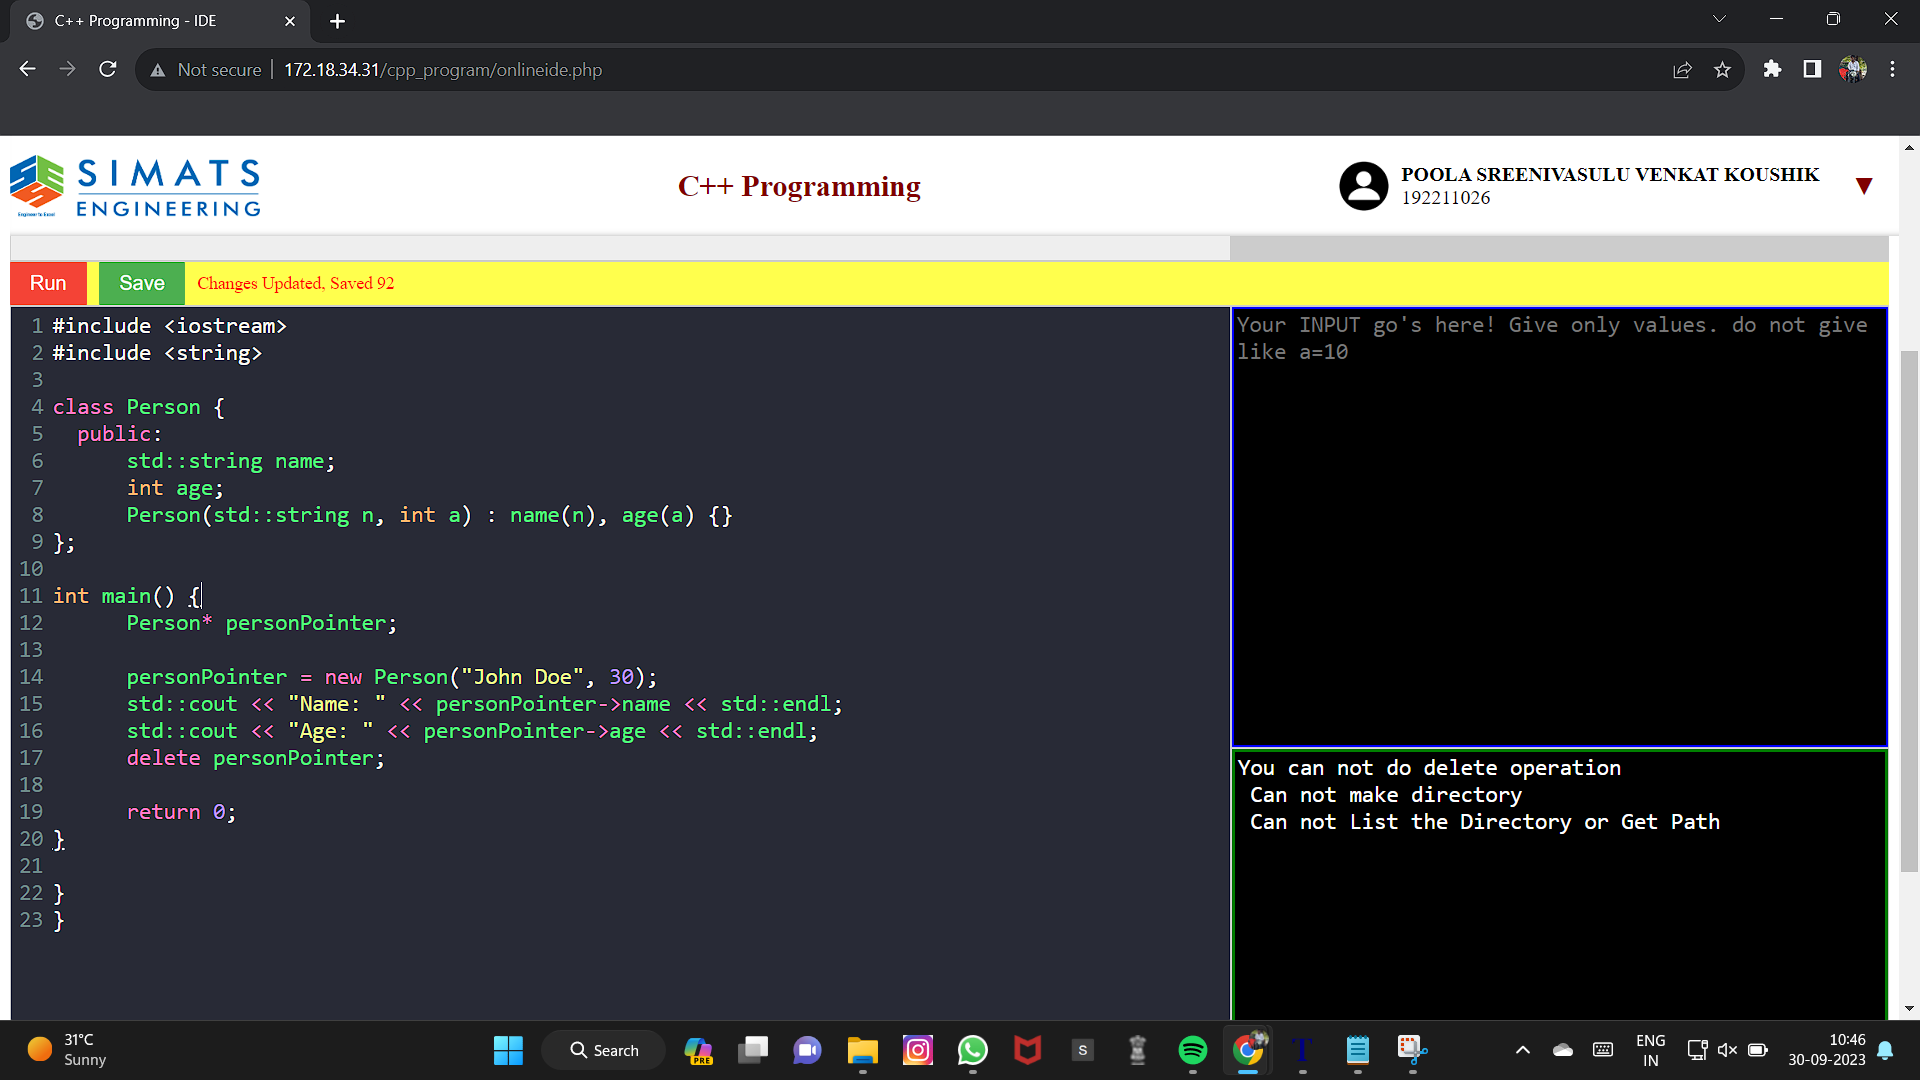 C++ Programming - IDE
Not secure | 172.18.34.31/cpp_program/onlineide.php
SIMATS
ENGINEERING
Engineer to Excel
C++ Programming
POOLA SREENIVASULU VENKAT KOUSHIK
192211026
Run Save Changes Updated, Saved 92
1 #include <iostream>
2 #include <string>
3
4 class Person {
5   public:
6       std::string name;
7       int age;
8       Person(std::string n, int a) : name(n), age(a) {}
9 };
10
11 int main() {
12       Person* personPointer;
13
14       personPointer = new Person("John Doe", 30);
15       std::cout << "Name: " << personPointer->name << std::endl;
16       std::cout << "Age: " << personPointer->age << std::endl;
17       delete personPointer;
18
19       return 0;
20 }
21
22 }
23 }
Your INPUT go's here! Give only values. do not give
like a=10
You can not do delete operation
Can not make directory
Can not List the Directory or Get Path
31°C
Sunny
Search
PRE
S
T
ENG
IN
10:46
30-09-2023